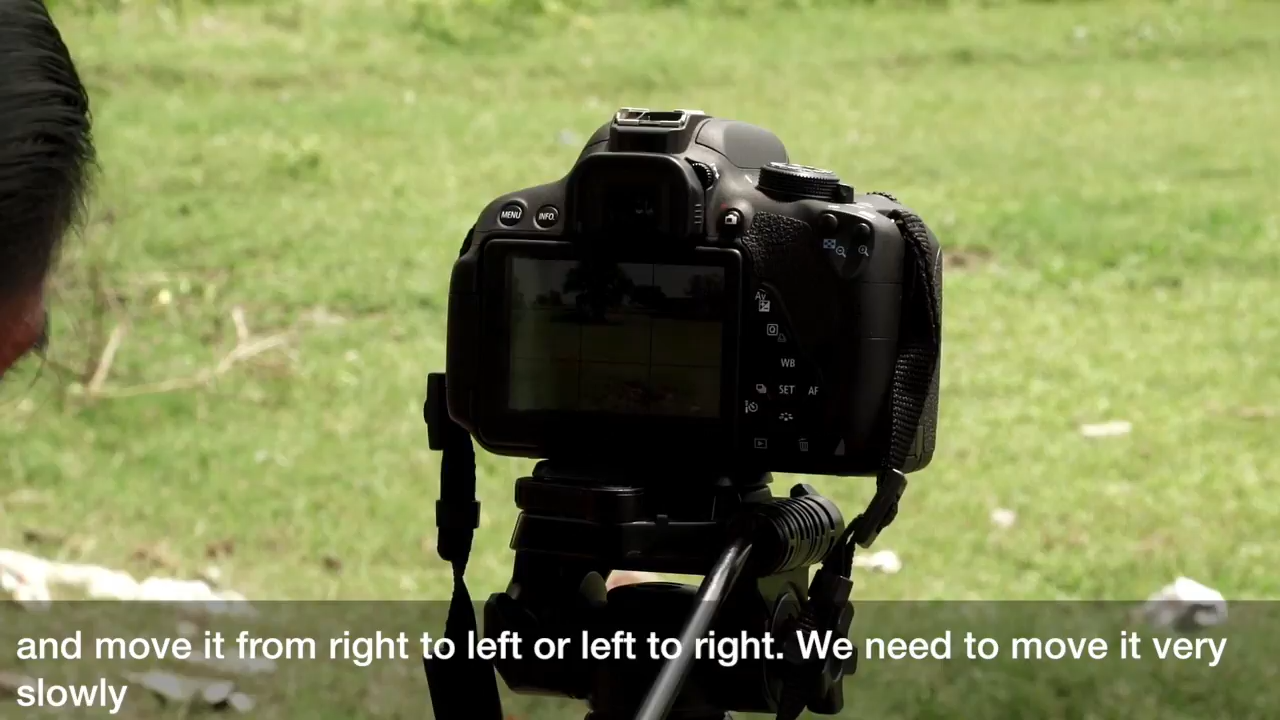 MENU INFO.
Av
Q
WB
SET AF
and move it from right to left or left to right. We need to move it very
slowly